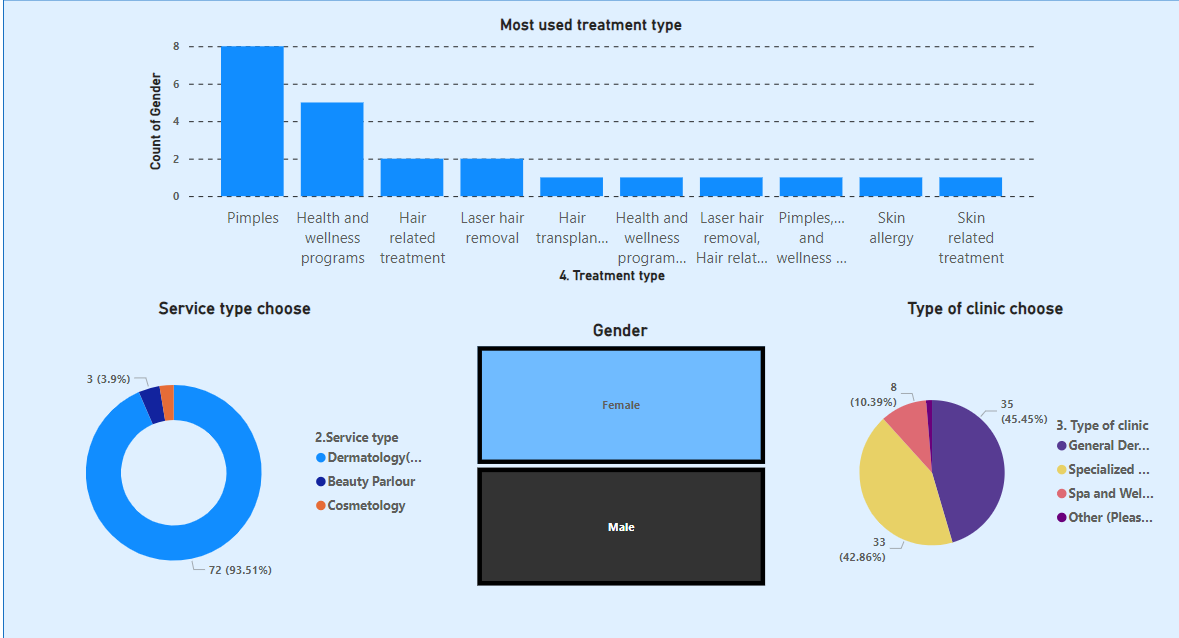 Most used treatment type
Count of Gender
8
6
4
2
0
Pimples
Health and
wellness
programs
Hair
related
treatment
Laser hair
removal
Hair
transplan...
Health and
wellness
program...
Laser hair
removal,
Hair relat...
Pimples,...
and
wellness ...
Skin
allergy
Skin
related
treatment
4. Treatment type
Service type choose
3 (3.9%)
72 (93.51%)
2.Service type
Dermatology(...
Beauty Parlour
Cosmetology
Gender
Female
Male
Type of clinic choose
8
(10.39%)
35
(45.45%)
33
(42.86%)
3. Type of clinic
General Der...
Specialized ...
Spa and Wel...
Other (Pleas...